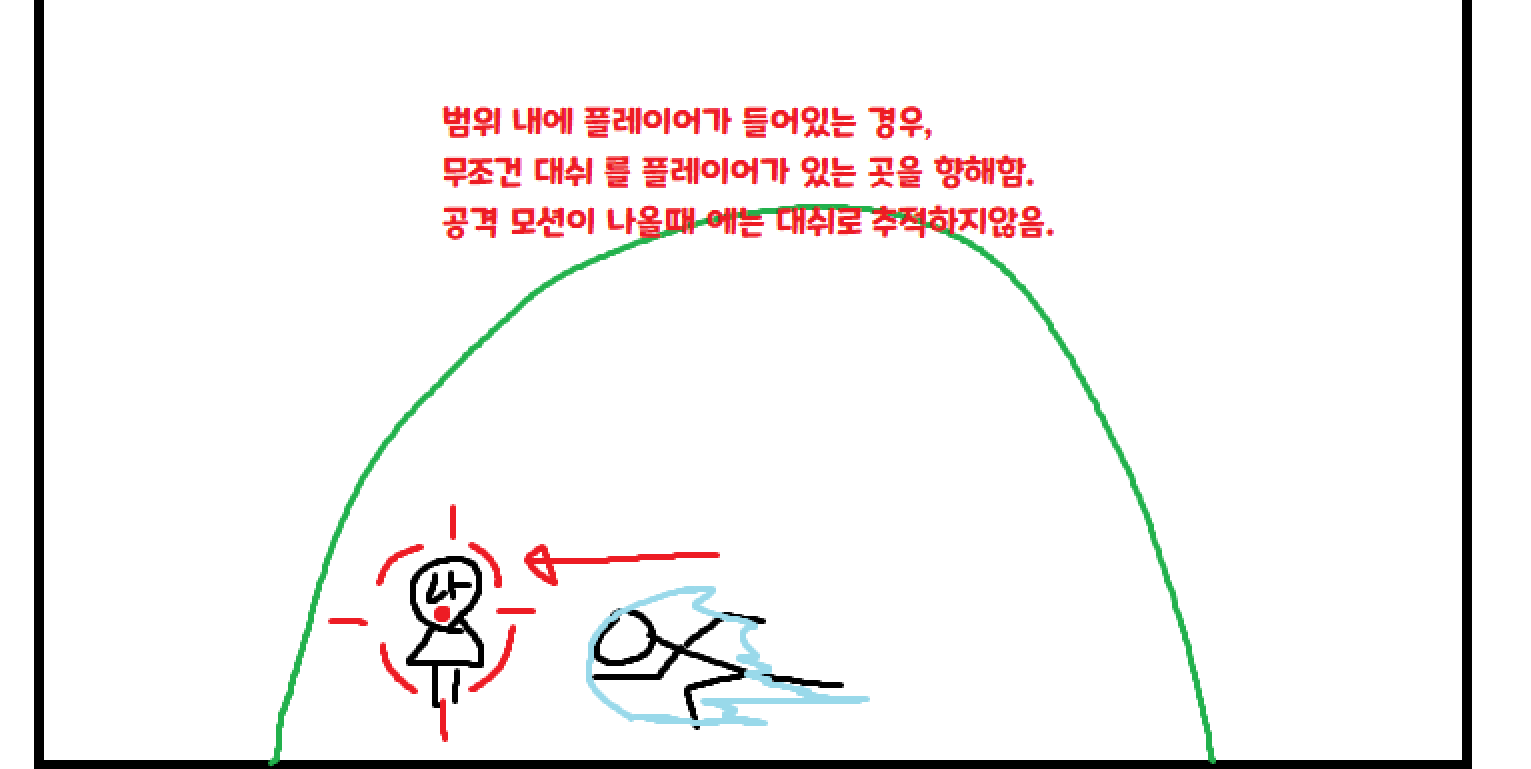 범위 내에 플레이어가 들어있는 경우,
무조건 대쉬 를 플레이어가 있는 곳을 향해함.
공격 모션이 나올때 에는 대쉬로 추적하지않음.
나